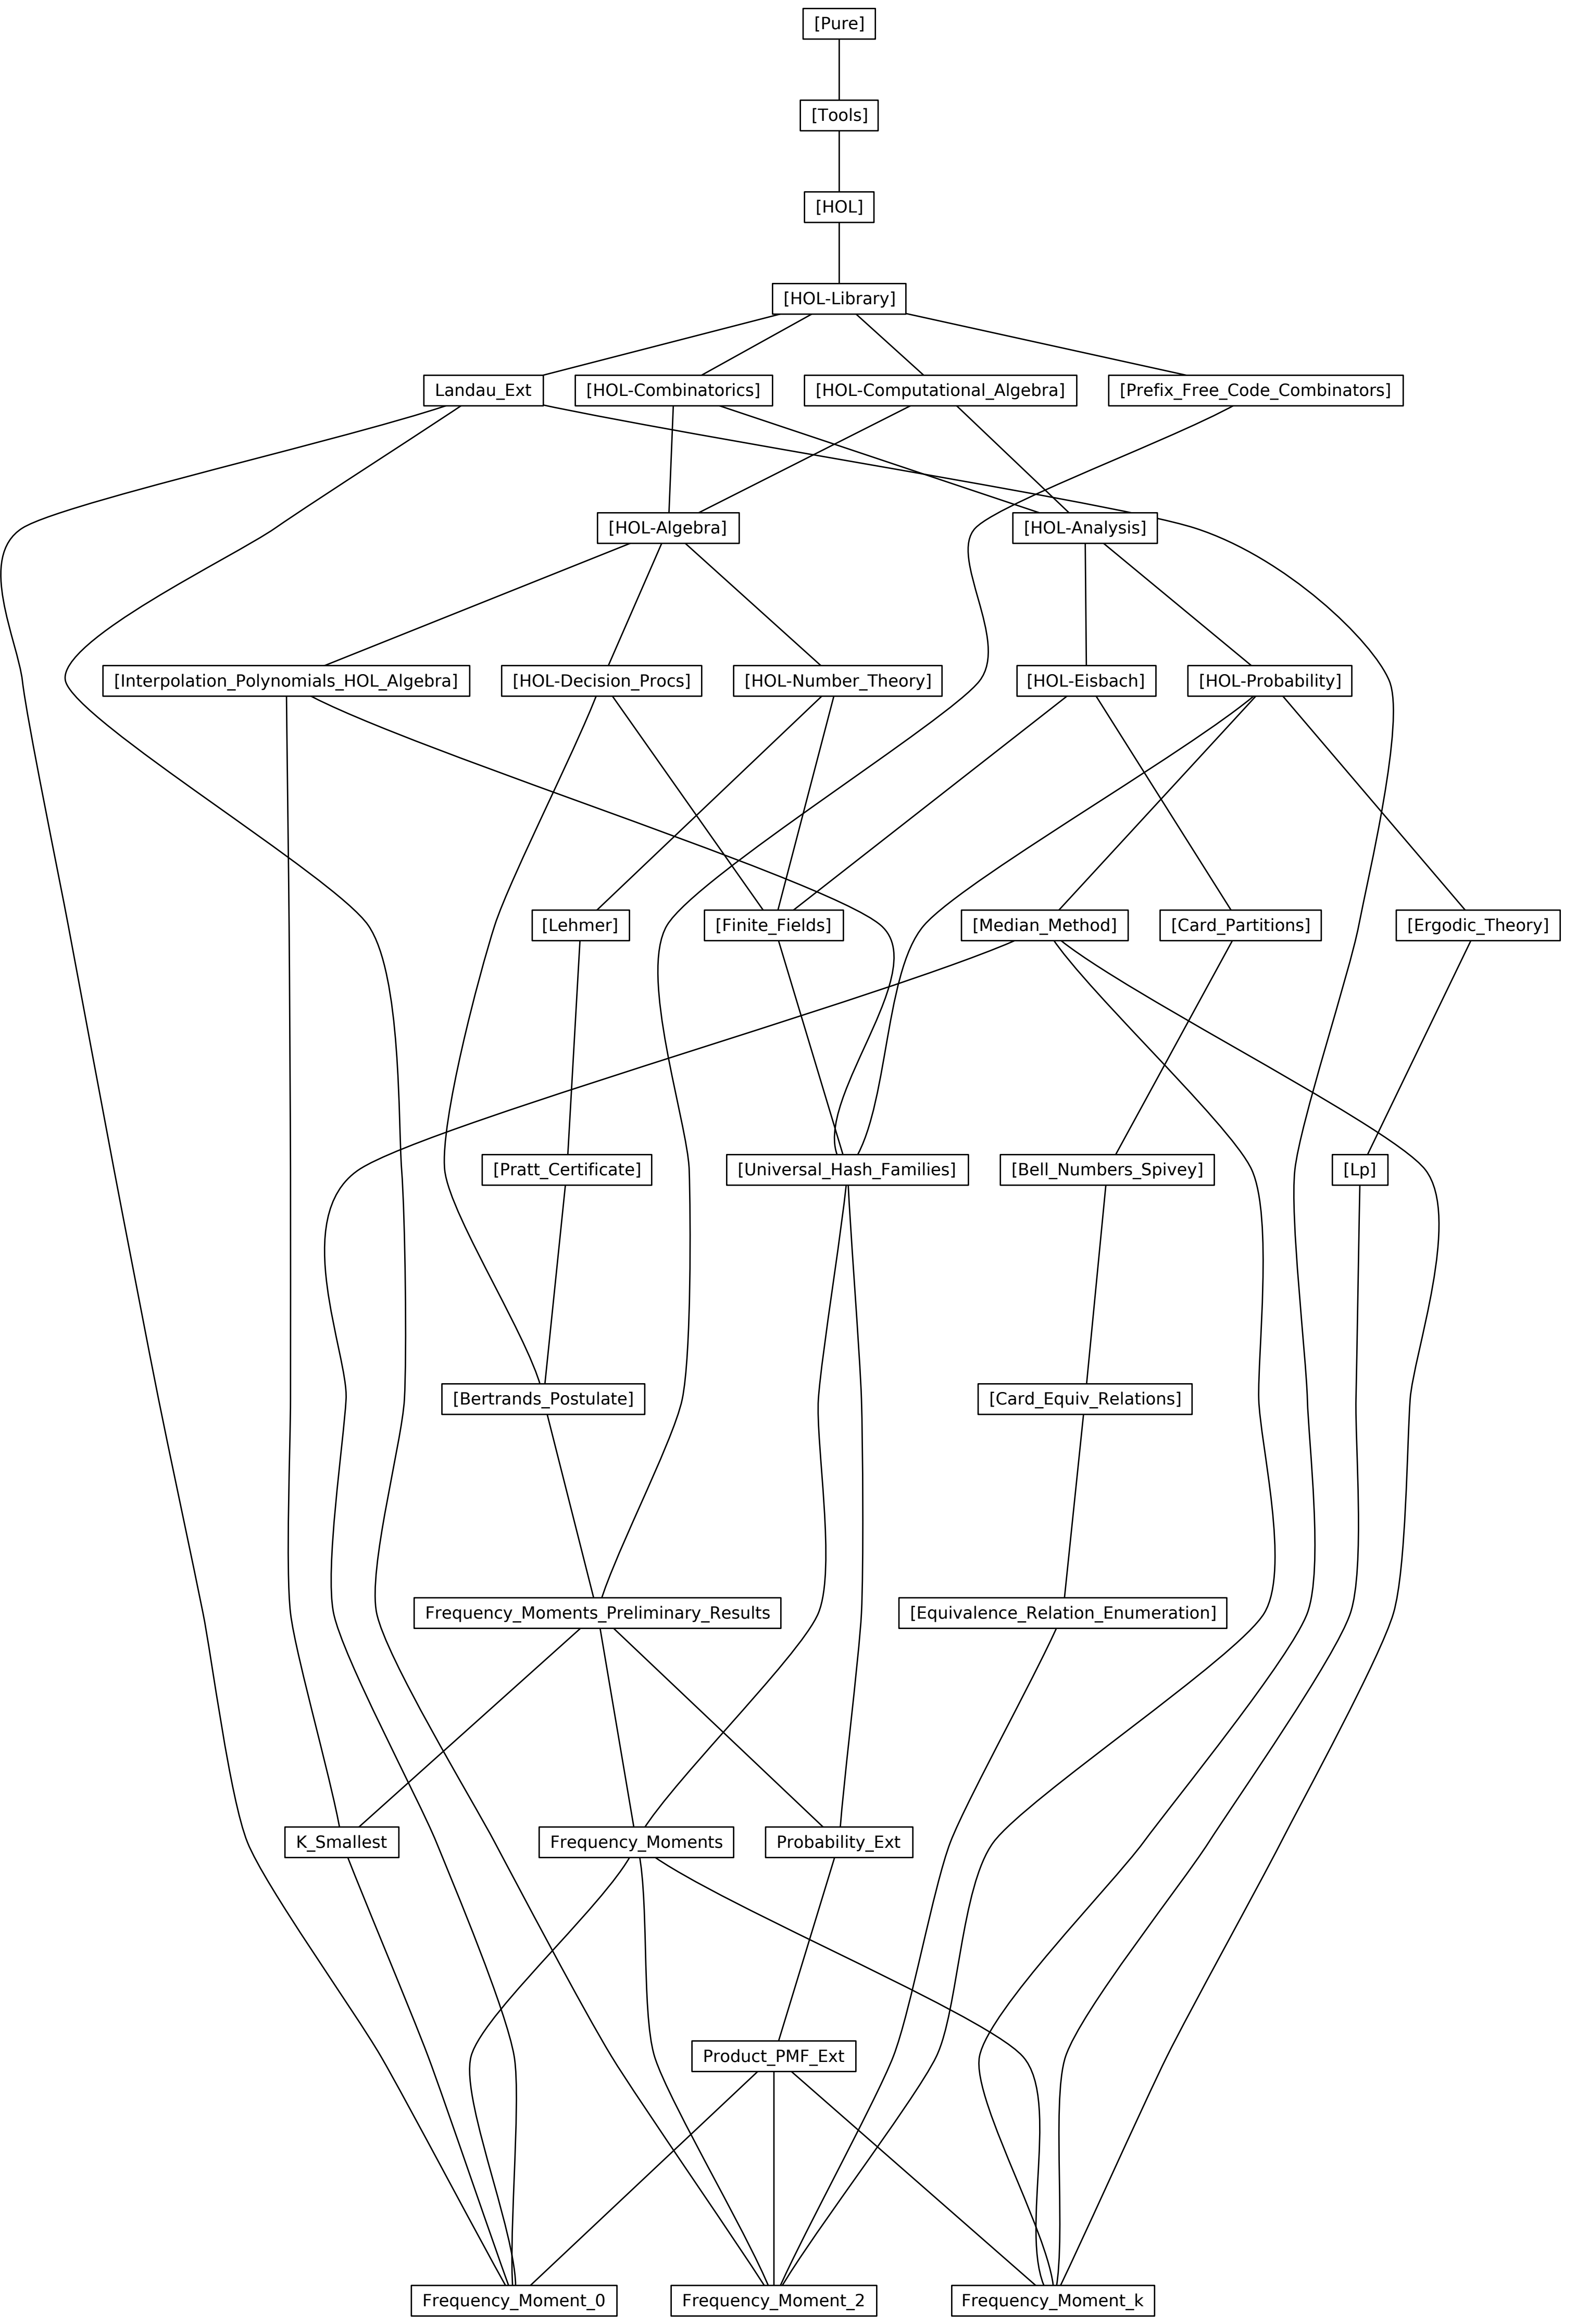 [Pure]
[Tools]
[HOL]
[HOL-Library]
Landau_Ext
[HOL-Combinatorics]
[HOL-Computational_Algebra]
[Prefix_Free_Code_Combinators]
[HOL-Algebra]
[HOL-Analysis]
[Interpolation_Polynomials_HOL_Algebra]
[HOL-Decision_Procs]
[HOL-Number_Theory]
[HOL-Eisbach]
[HOL-Probability]
[Lehmer]
[Finite_Fields]
[Median_Method]
[Card_Partitions]
[Ergodic_Theory]
[Pratt_Certificate]
[Universal_Hash_Families]
[Bell_Numbers_Spivey]
[Lp]
[Bertrands_Postulate]
[Card_Equiv_Relations]
Frequency_Moments_Preliminary_Results
[Equivalence_Relation_Enumeration]
K_Smallest
Frequency_Moments
Probability_Ext
Product_PMF_Ext
Frequency_Moment_0
Frequency_Moment_2
Frequency_Moment_k